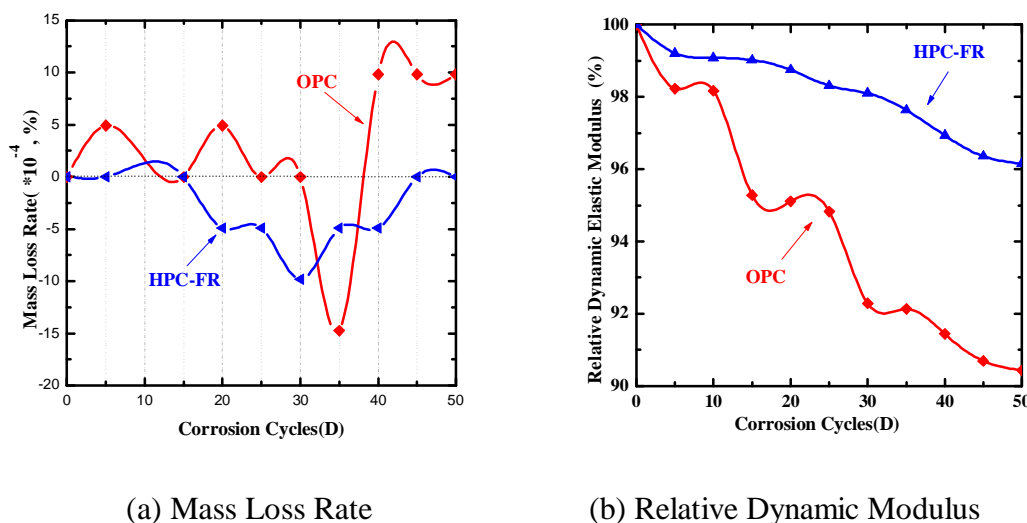 Mass Loss Rate( *10⁻⁴, %)
15
10
5
0
-5
-10
-15
-20
OPC
HPC-FR
0 10 20 30 40 50
Corrosion Cycles(D)
(a) Mass Loss Rate
Relative Dynamic Elastic Modulus (%)
100
98
96
94
92
90
HPC-FR
OPC
0 10 20 30 40 50
Corrosion Cycles(D)
(b) Relative Dynamic Modulus